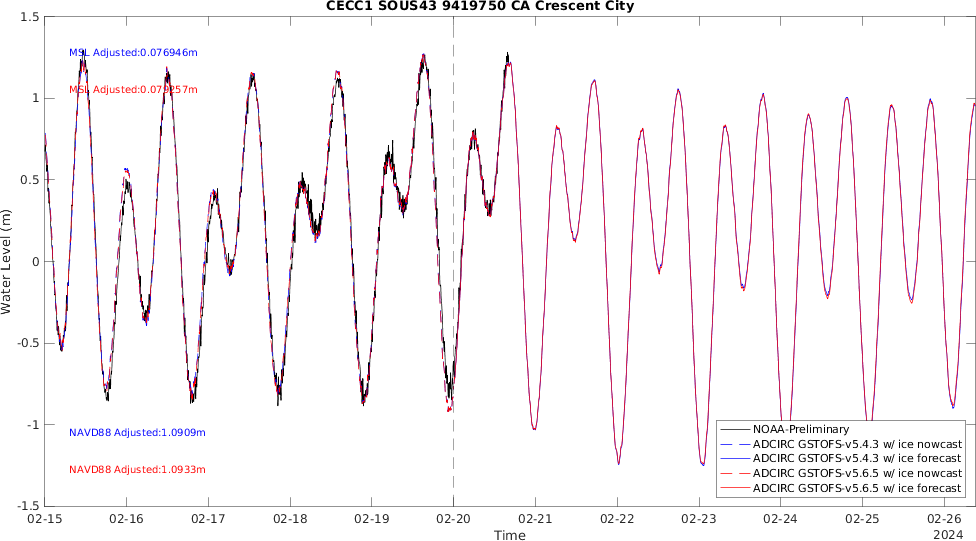 CECC1 SOUS43 9419750 CA Crescent City
1.5
1
0.5
0
-0.5
-1
-1.5
Water Level (m)
MSL Adjusted:0.076946m
MSL Adjusted:0.079257m
NAVD88 Adjusted:1.0909m
NAVD88 Adjusted:1.0933m
NOAA-Preliminary
ADCIRC GSTOFS-v5.4.3 w/ ice nowcast
ADCIRC GSTOFS-v5.4.3 w/ ice forecast
ADCIRC GSTOFS-v5.6.5 w/ ice nowcast
ADCIRC GSTOFS-v5.6.5 w/ ice forecast
02-15 02-16 02-17 02-18 02-19 02-20 02-21 02-22 02-23 02-24 02-25 02-26
Time
2024